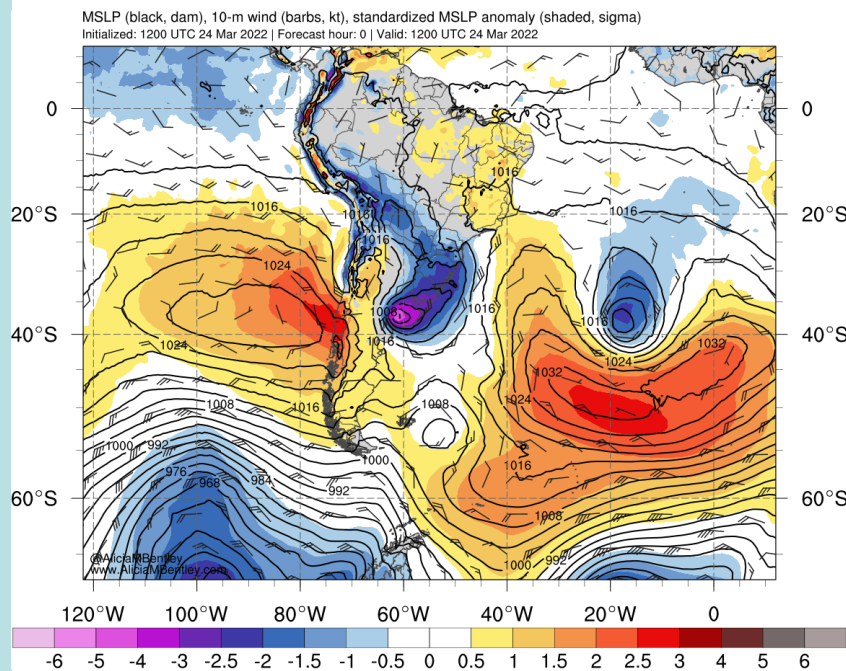 MSLP (black, dam), 10-m wind (barbs, kt), standardized MSLP anomaly (shaded, sigma)
Initialized: 1200 UTC 24 Mar 2022 | Forecast hour: 0 | Valid: 1200 UTC 24 Mar 2022
0 0
1016
20°S 1016 1016 1016 20°S
1016
1024
1008 1016 1016
40°S 1016 40°S
1024 1024 1032
1032
1008 1016 1008 1024
1000 992 1000 1016
976 984
968 992
60°S 60°S
1008
@AliciaMBentley 1000 992
www.AliciaMBentley.com
120°W 100°W 80°W 60°W 40°W 20°W 0
-6 -5 -4 -3 -2.5 -2 -1.5 -1 -0.5 0 0.5 1 1.5 2 2.5 3 4 5 6